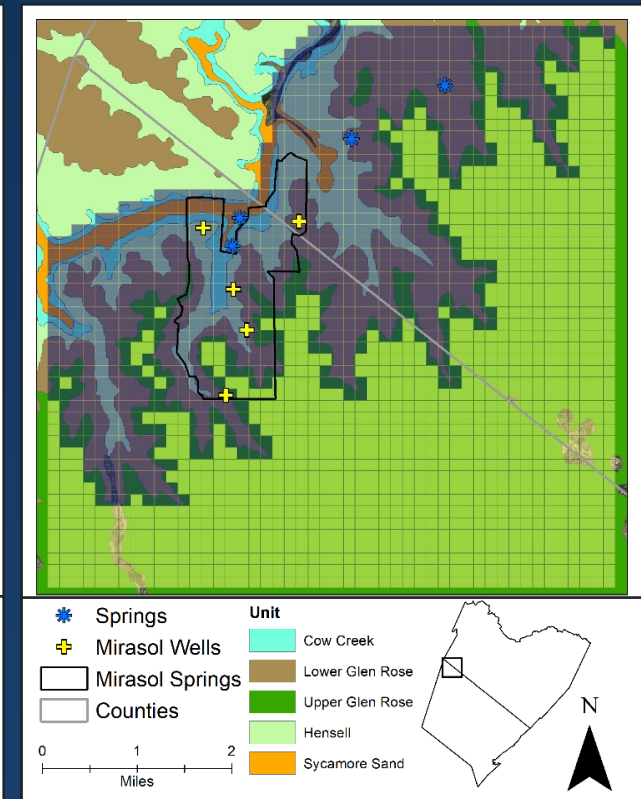 Springs
Mirasol Wells
Mirasol Springs
Counties
0 1 2
Miles
Unit
Cow Creek
Lower Glen Rose
Upper Glen Rose
Hensell
Sycamore Sand
N